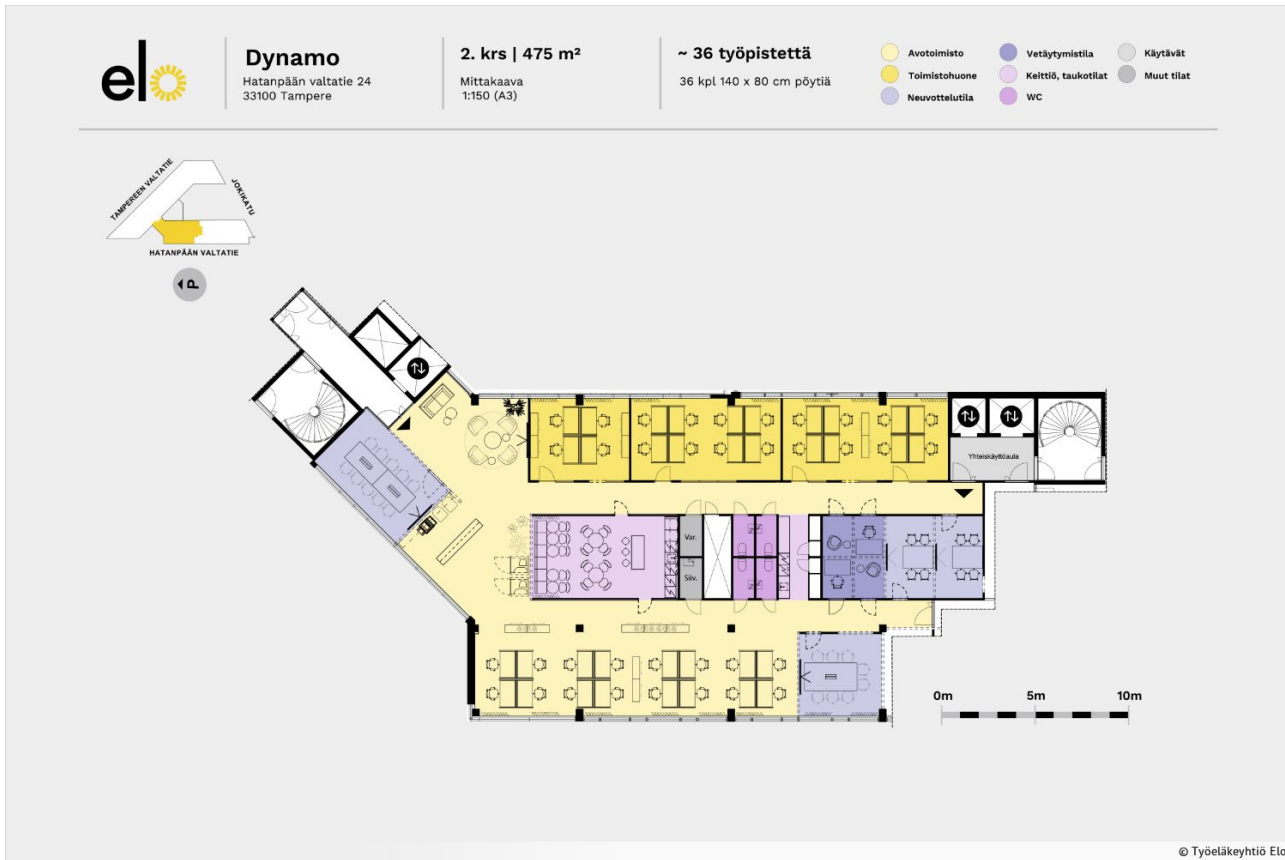 elo
Dynamo
Hatanpään valtatie 24
33100 Tampere
2. krs | 475 m²
Mittakaava
1:150 (A3)
~ 36 työpistettä
36 kpl 140 x 80 cm pöytiä
Avotoimisto
Toimistohuone
Neuvottelutila
Vetäytymistila
Keittiö, taukotilat
WC
Käytävät
Muut tilat
TAMPEREEN VALTATIE
JOKIKATU
HATANPÄÄN VALTATIE
P
Yhteiskäyttöaula
Var.
Siiv.
0m 5m 10m
© Työeläkeyhtiö Elo